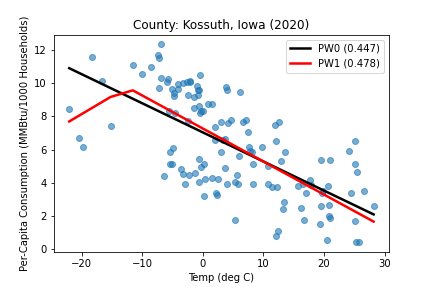 County: Kossuth, Iowa (2020)
PW0 (0.447)
PW1 (0.478)
Per-Capita Consumption (MMBtu/1000 Households)
12
10
8
6
4
2
0
−20 −10 0 10 20 30
Temp (deg C)